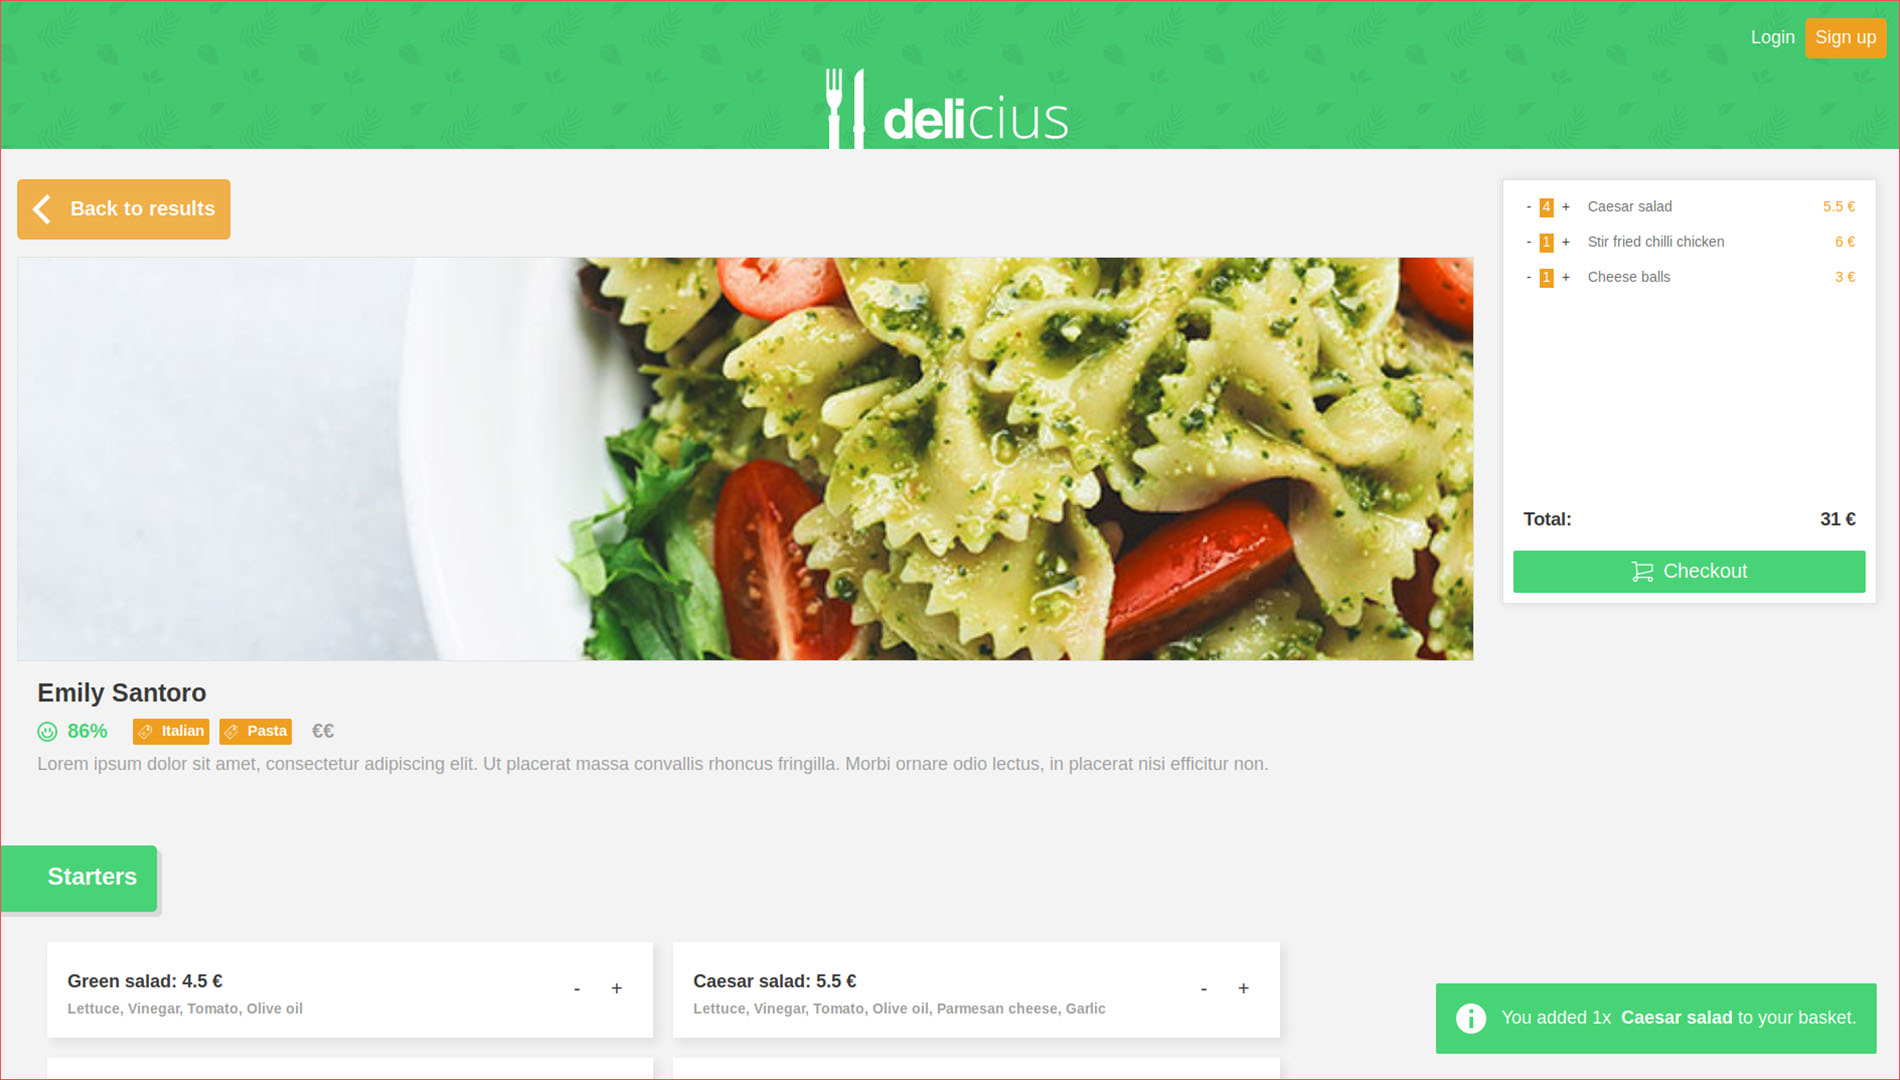 Login Sign up
delicius
Back to results
- 4 + Caesar salad 5.5 €
- 1 + Stir fried chilli chicken 6 €
- 1 + Cheese balls 3 €
Total: 31 €
Checkout
Emily Santoro
86% Italian Pasta €€
Lorem ipsum dolor sit amet, consectetur adipiscing elit. Ut placerat massa convallis rhoncus fringilla. Morbi ornare odio lectus, in placerat nisi efficitur non.
Starters
Green salad: 4.5 € - +
Lettuce, Vinegar, Tomato, Olive oil
Caesar salad: 5.5 € - +
Lettuce, Vinegar, Tomato, Olive oil, Parmesan cheese, Garlic
You added 1x Caesar salad to your basket.